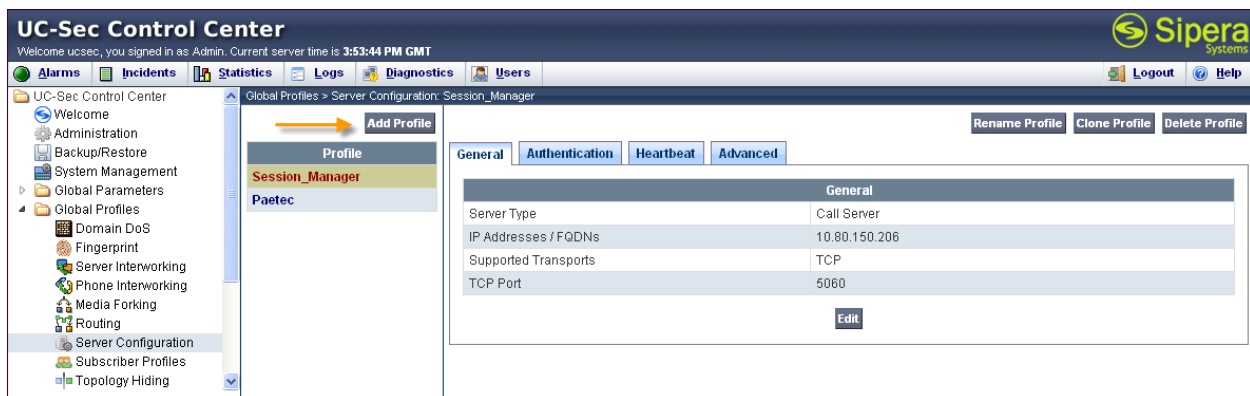 UC-Sec Control Center
Welcome ucsec, you signed in as Admin. Current server time is 3:53:44 PM GMT
Sipera
Systems
Alarms Incidents Statistics Logs Diagnostics Users Logout Help
UC-Sec Control Center
Welcome
Administration
Backup/Restore
System Management
Global Parameters
Global Profiles
Domain DoS
Fingerprint
Server Interworking
Phone Interworking
Media Forking
Routing
Server Configuration
Subscriber Profiles
Topology Hiding
Global Profiles > Server Configuration: Session_Manager
Add Profile
Profile
Session_Manager
Paetec
Rename Profile Clone Profile Delete Profile
General Authentication Heartbeat Advanced
General
Server Type Call Server
IP Addresses / FQDNs 10.80.150.206
Supported Transports TCP
TCP Port 5060
Edit